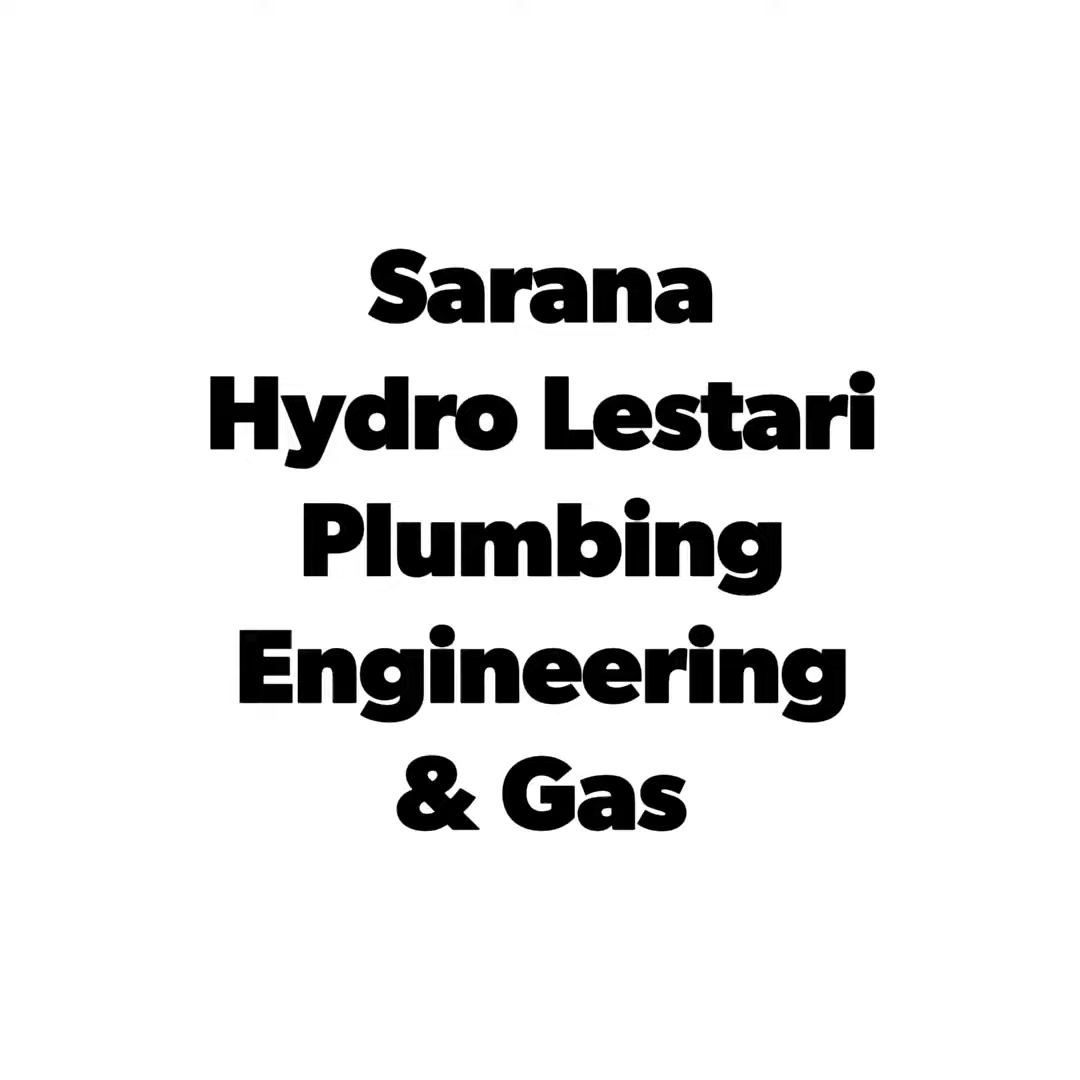 Sarana
Hydro Lestari
Plumbing
Engineering
& Gas